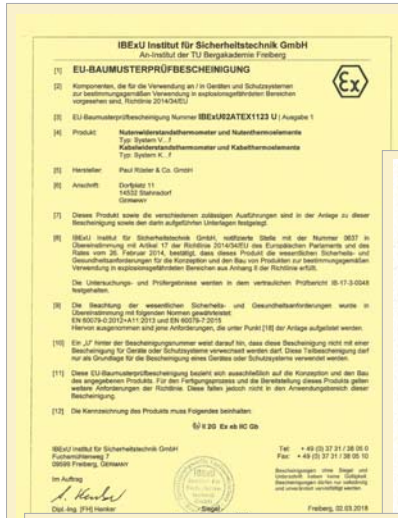 IBExU Institut für Sicherheitstechnik GmbH
An-Institut der TU Bergakademie Freiberg
[1] EU-BAUMUSTERPRÜFBESCHEINIGUNG
Ex
[2] Komponenten, die für die Verwendung an / in Geräten und Schutzsystemen
zur bestimmungsgemäßen Verwendung in explosionsgefährdeten Bereichen
vorgesehen sind, Richtlinie 2014/34/EU
[3] EU-Baumusterprüfbescheinigung Nummer IBExU02ATEX1123 U | Ausgabe 1
[4] Produkt: Nutenwiderstandsthermometer und Nutenthermoelemente
Typ: System V...f
Kabelwiderstandsthermometer und Kabelthermoelemente
Typ: System K...f
[5] Hersteller: Paul Rüster & Co. GmbH
[6] Anschrift: Dorfplatz 11
14532 Stahnsdorf
GERMANY
[7] Dieses Produkt sowie die verschiedenen zulässigen Ausführungen sind in der Anlage zu dieser
Bescheinigung sowie den darin aufgeführten Unterlagen festgelegt.
[8] IBExU Institut für Sicherheitstechnik GmbH, notifizierte Stelle mit der Nummer 0637 in
Übereinstimmung mit Artikel 17 der Richtlinie 2014/34/EU des Europäischen Parlaments und des
Rates vom 26. Februar 2014, bestätigt, dass dieses Produkt die wesentlichen Sicherheits- und
Gesundheitsanforderungen für die Konzeption und den Bau von Produkten zur bestimmungsgemäßen
Verwendung in explosionsgefährdeten Bereichen aus Anhang II der Richtlinie erfüllt.
Die Untersuchungs- und Prüfergebnisse werden in dem vertraulichen Prüfbericht IB-17-3-0048
festgehalten.
[9] Die Beachtung der wesentlichen Sicherheits- und Gesundheitsanforderungen wurde in
Übereinstimmung mit folgenden Normen gewährleistet:
EN 60079-0:2012+A11:2013 und EN 60079-7:2015
Hiervon ausgenommen sind jene Anforderungen, die unter Punkt [18] der Anlage aufgelistet werden.
[10] Ein „U“ hinter der Bescheinigungsnummer weist darauf hin, dass diese Bescheinigung nicht mit einer
Bescheinigung für Geräte oder Schutzsysteme verwechselt werden darf. Diese Teilbescheinigung darf
nur als Grundlage für die Bescheinigung eines Gerätes oder Schutzsystems verwendet werden.
[11] Diese EU-Baumusterprüfbescheinigung bezieht sich ausschließlich auf die Konzeption und den Bau
des angegebenen Produkts. Für den Fertigungsprozess und die Bereitstellung dieses Produkts gelten
weitere Anforderungen der Richtlinie. Diese fallen jedoch nicht in den Anwendungsbereich dieser
Bescheinigung.
[12] Die Kennzeichnung des Produkts muss Folgendes beinhalten:
II 2G Ex eb IIC Gb
IBExU Institut für Sicherheitstechnik GmbH
Fuchsmühlenweg 7
09599 Freiberg, GERMANY
Tel: + 49 (0) 37 31 / 38 05 0
Fax: + 49 (0) 37 31 / 38 05 10
Im Auftrag
Bescheinigungen ohne Siegel und
Unterschrift haben keine Gültigkeit.
Bescheinigungen dürfen nur vollständig
und unverändert vervielfältigt werden.
Dipl.-Ing. [FH] Henker
- Siegel -
Freiberg, 02.03.2018